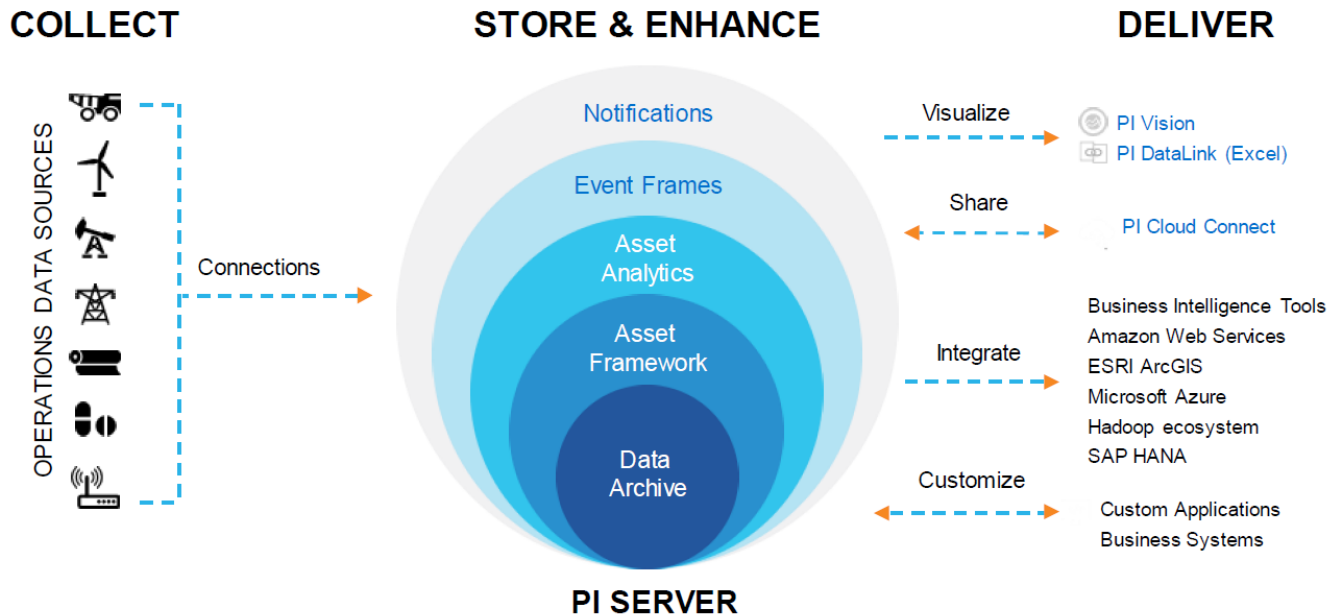 COLLECT
STORE & ENHANCE
DELIVER
OPERATIONS DATA SOURCES
Connections
Notifications
Event Frames
Asset
Analytics
Asset
Framework
Data
Archive
PI SERVER
Visualize
PI Vision
PI DataLink (Excel)
Share
PI Cloud Connect
Integrate
Business Intelligence Tools
Amazon Web Services
ESRI ArcGIS
Microsoft Azure
Hadoop ecosystem
SAP HANA
Customize
Custom Applications
Business Systems